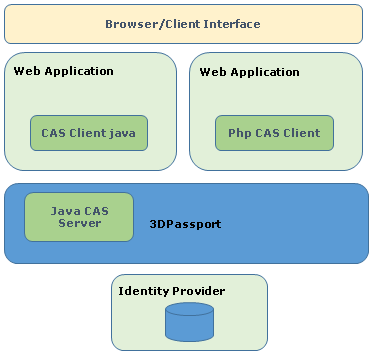 Browser/Client Interface
Web Application
Web Application
CAS Client java
Php CAS Client
Java CAS
Server
3DPassport
Identity Provider